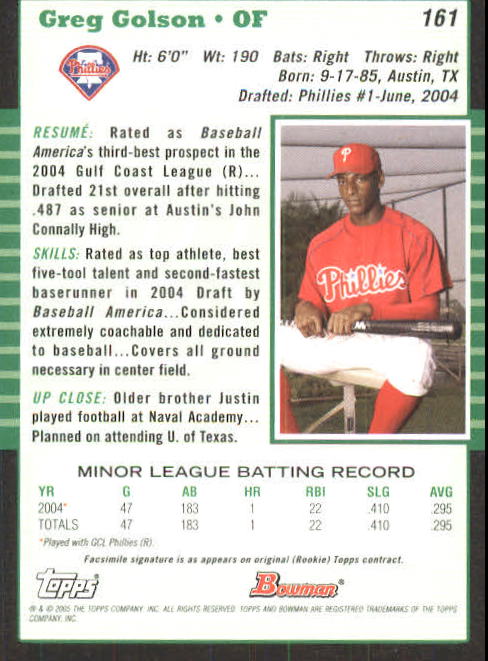 Greg Golson • OF 161
Phillies
Ht: 6'0" Wt: 190 Bats: Right Throws: Right
Born: 9-17-85, Austin, TX
Drafted: Phillies #1-June, 2004
RESUMÉ: Rated as Baseball
America's third-best prospect in the
2004 Gulf Coast League (R)...
Drafted 21st overall after hitting
.487 as senior at Austin's John
Connally High.
SKILLS: Rated as top athlete, best
five-tool talent and second-fastest
baserunner in 2004 Draft by
Baseball America...Considered
extremely coachable and dedicated
to baseball...Covers all ground
necessary in center field.
UP CLOSE: Older brother Justin
played football at Naval Academy...
Planned on attending U. of Texas.
P
Phillies
MINOR LEAGUE BATTING RECORD
YR G AB HR RBI SLG AVG
2004* 47 183 1 22 .410 .295
TOTALS 47 183 1 22 .410 .295
*Played with GCL Phillies (R).
Facsimile signature is as appears on original (Rookie) Topps contract.
Topps Bowman®
® & © 2005 THE TOPPS COMPANY, INC. ALL RIGHTS RESERVED. TOPPS AND BOWMAN ARE REGISTERED TRADEMARKS OF THE TOPPS
COMPANY, INC.